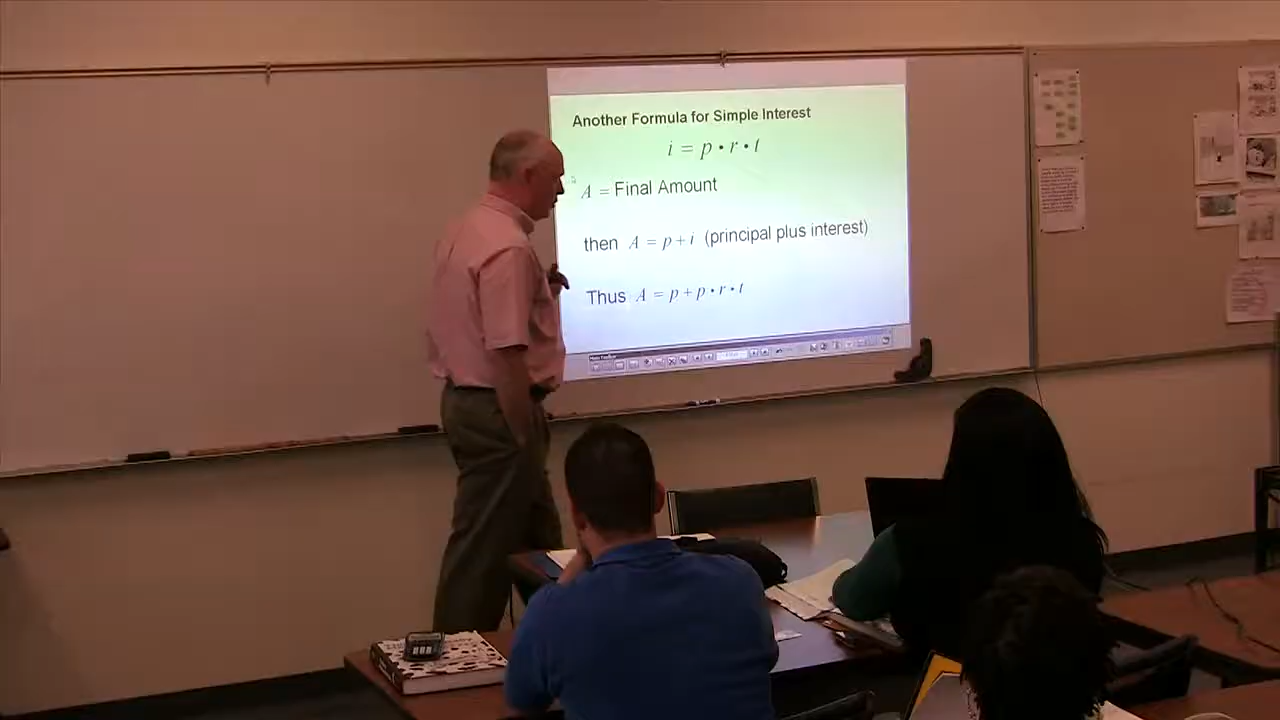 Another Formula for Simple Interest
i = p • r • t
A = Final Amount
then A = p + i (principal plus interest)
Thus A = p + p • r • t